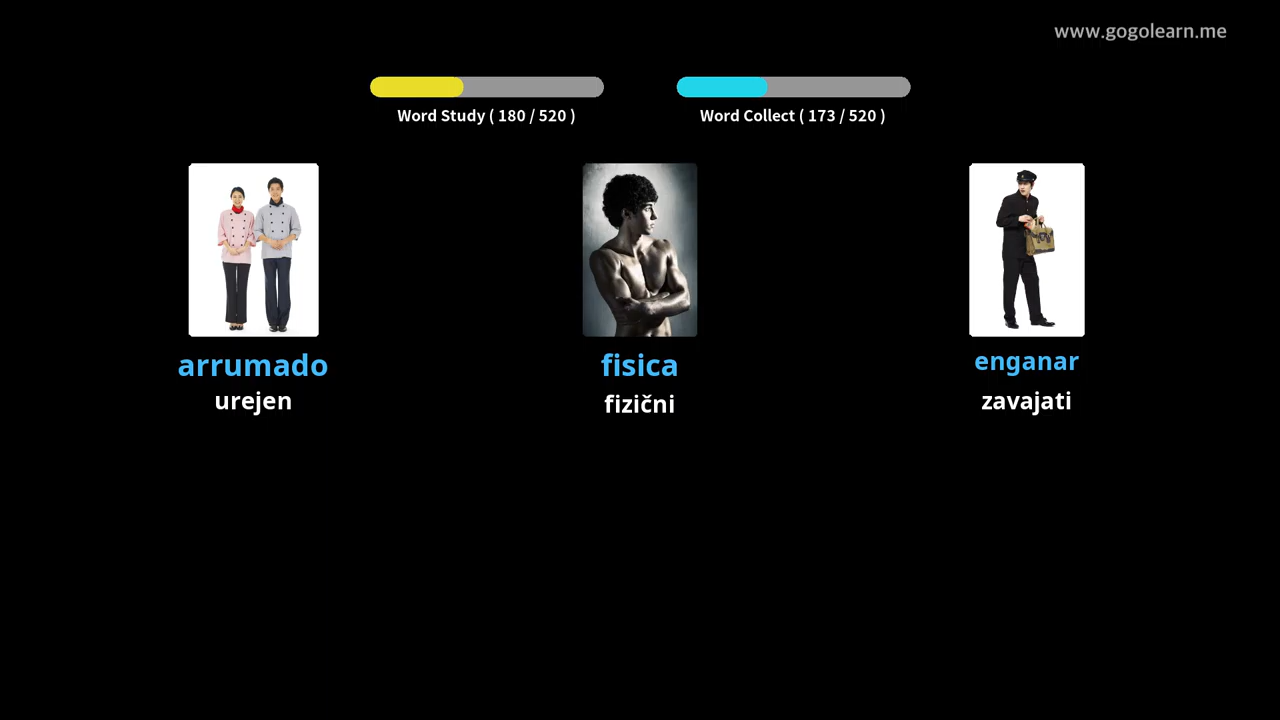 www.gogolearn.me
Word Study ( 180 / 520 )
Word Collect ( 173 / 520 )
arrumado
urejen
fisica
fizični
enganar
zavajati